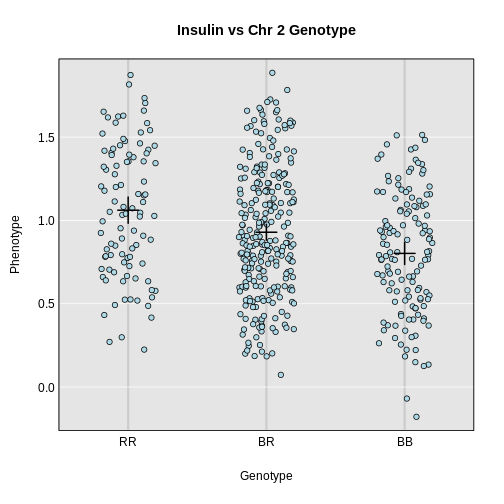 Insulin vs Chr 2 Genotype
Phenotype
1.5
1.0
0.5
0.0
RR BR BB
Genotype